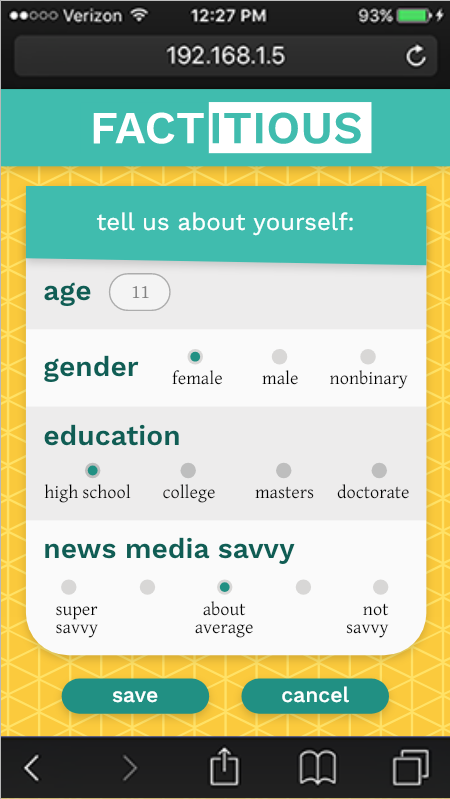 Verizon 12:27 PM 93%
192.168.1.5
FACTITIOUS
tell us about yourself:
age 11
gender
female male nonbinary
education
high school college masters doctorate
news media savvy
super about not
savvy average savvy
save cancel